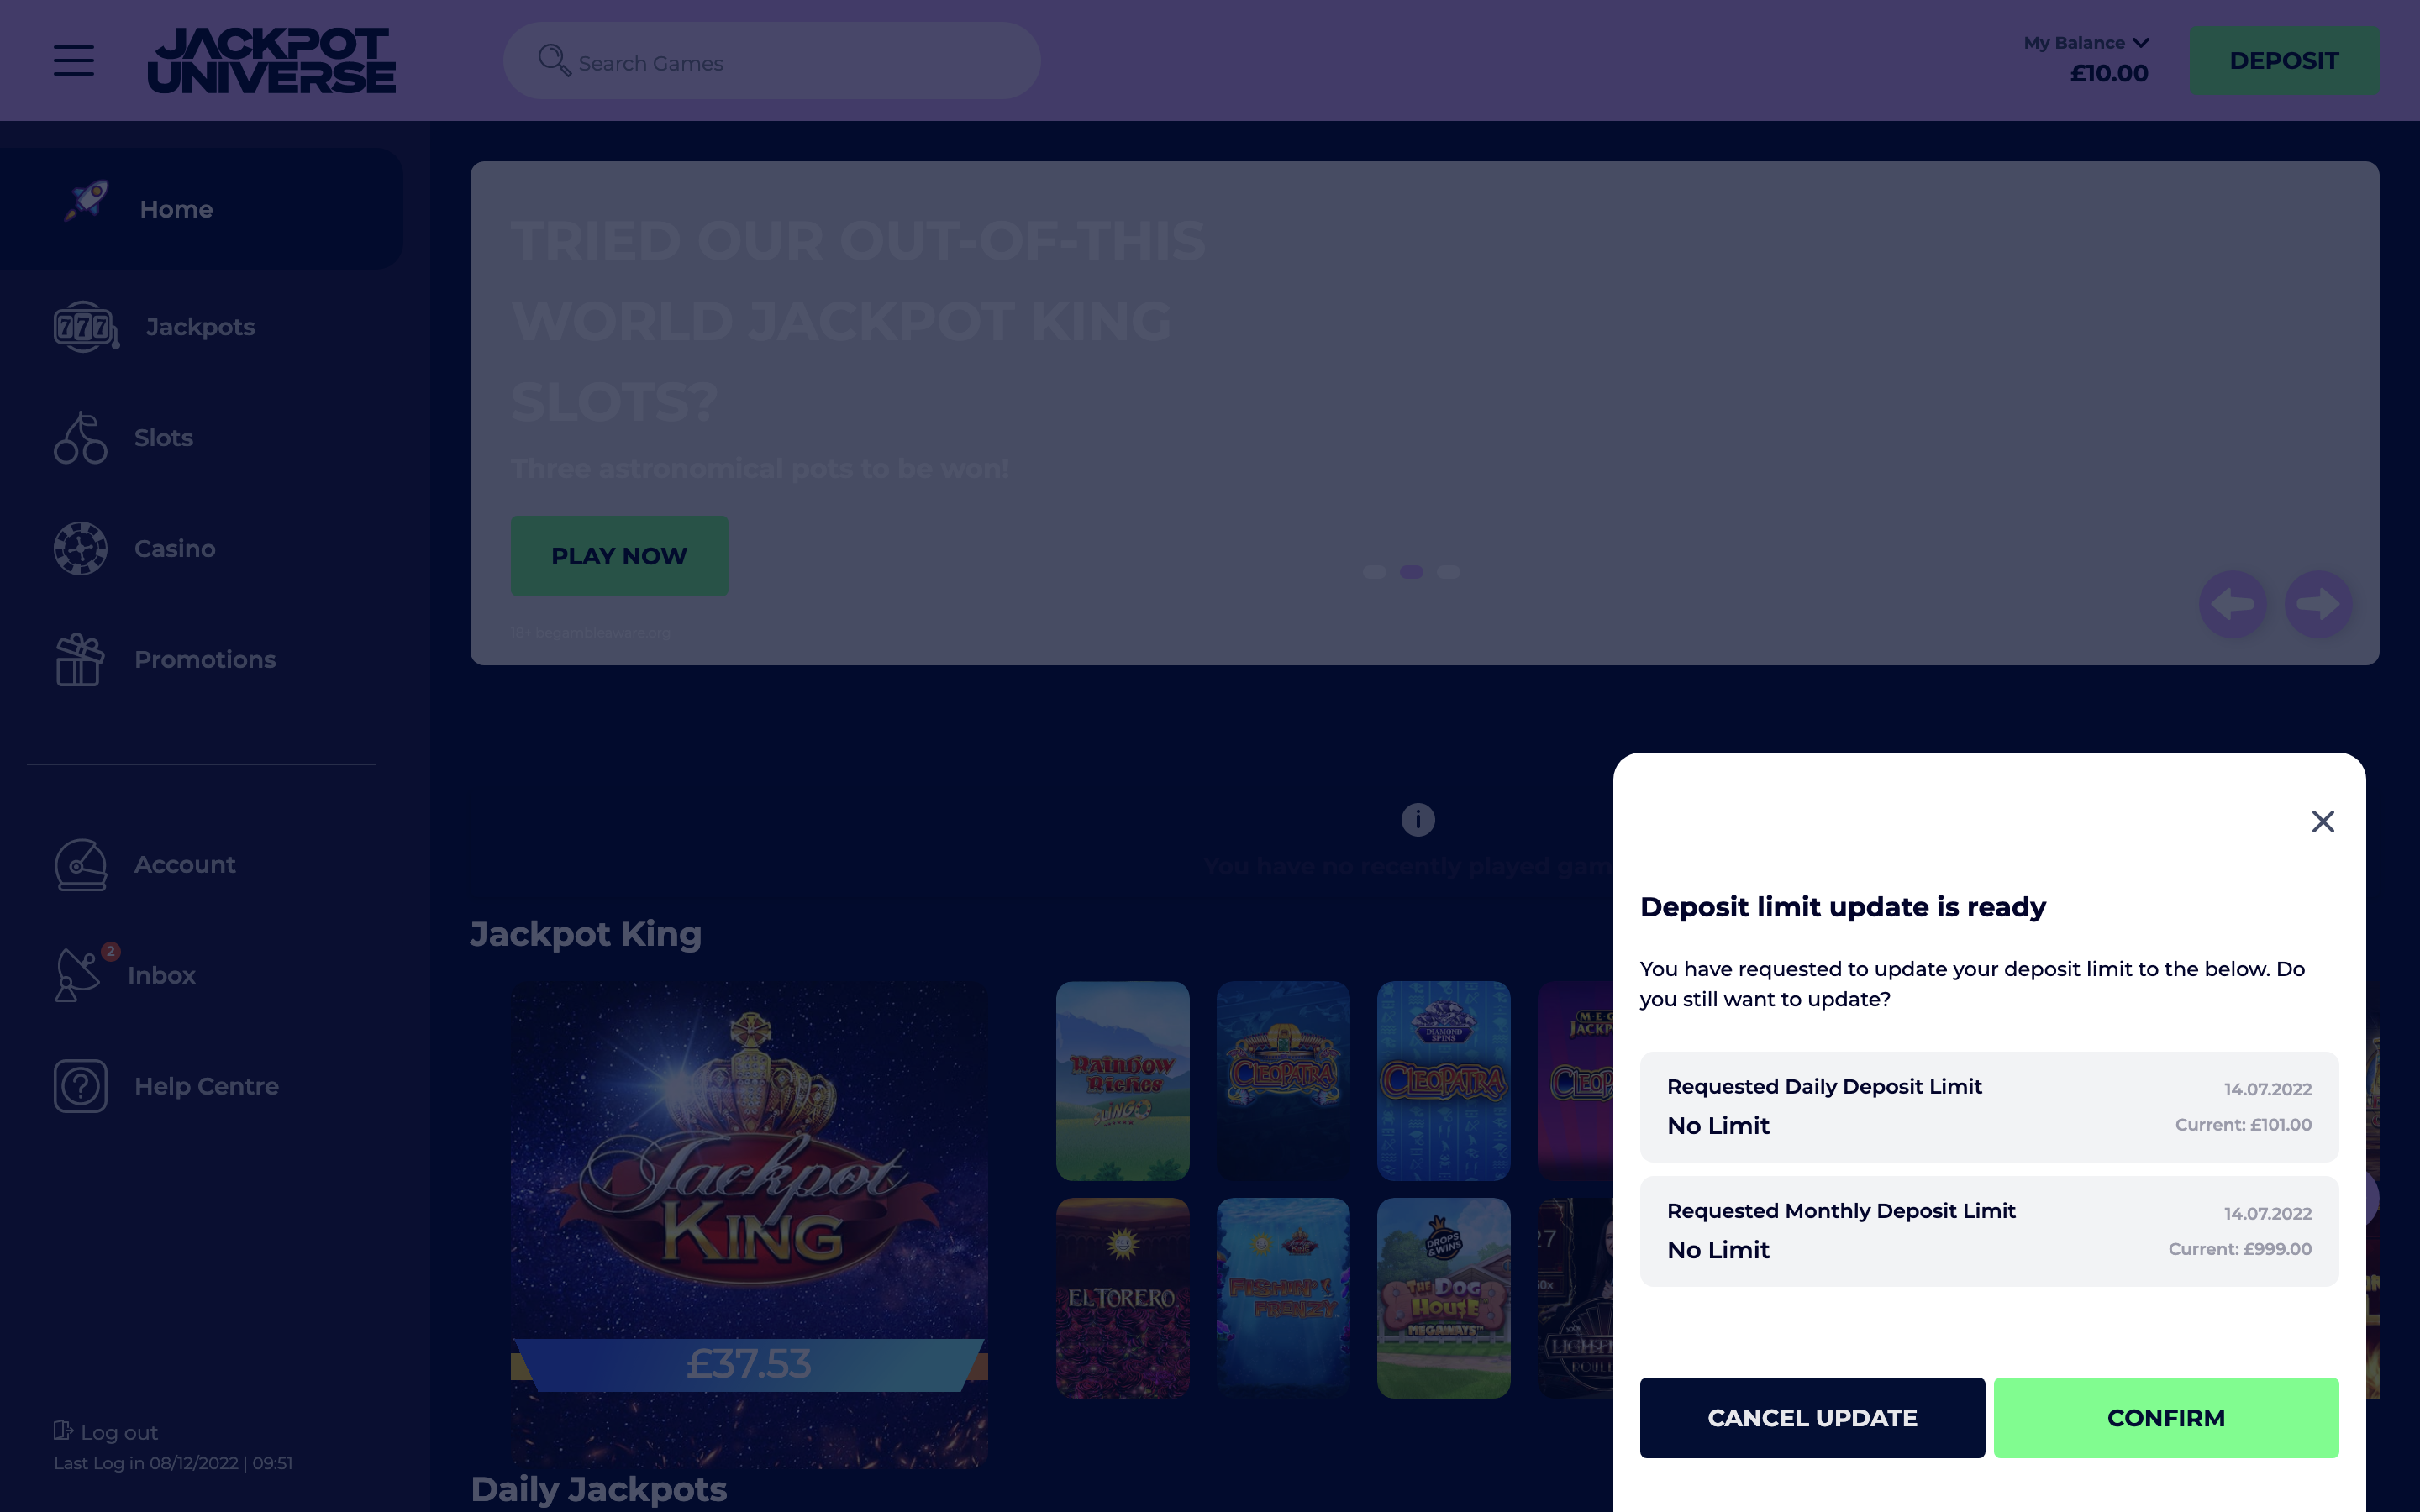 JACKPOT
UNIVERSE
Search Games
My Balance
£10.00
DEPOSIT
Home
Jackpots
Slots
Casino
Promotions
Account
2
Inbox
Help Centre
Log out
Last Log in 08/12/2022 | 09:51
TRIED OUR OUT-OF-THIS
WORLD JACKPOT KING
SLOTS?
Three astronomical pots to be won!
PLAY NOW
18+ begambleaware.org
You have no recently played gam
Jackpot King
Jackpot
KING
£37.53
Rainbow
Riches
SLINGO
CLEOPATRA
DIAMOND
SPINS
CLEOPATRA
EL TORERO
FISHIN' FRENZY
DROPS
&WINS
THE DOG
HOUSE
MEGAWAYS™
Daily Jackpots
Deposit limit update is ready
You have requested to update your deposit limit to the below. Do
you still want to update?
Requested Daily Deposit Limit
14.07.2022
No Limit
Current: £101.00
Requested Monthly Deposit Limit
14.07.2022
No Limit
Current: £999.00
CANCEL UPDATE
CONFIRM